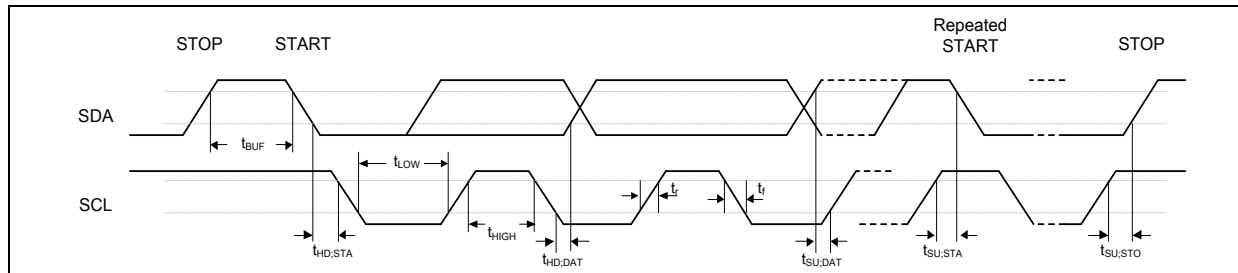 Repeated
STOP START START STOP
SDA
tBUF
tLOW
tr tf
SCL
tHIGH
tHD;STA tHD;DAT tSU;DAT tSU;STA tSU;STO